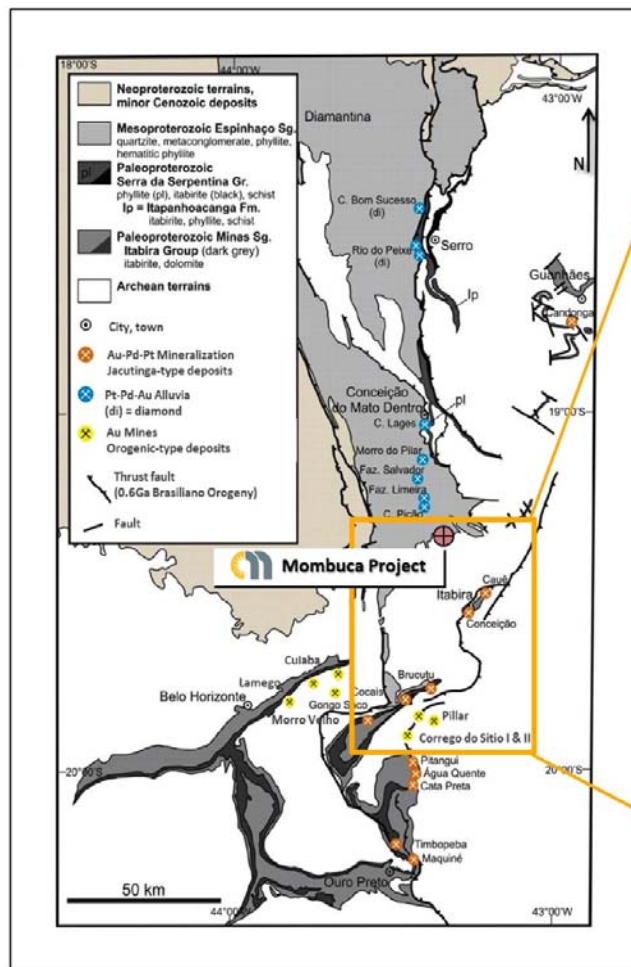 18°00'S
44°00'W
43°00'W
Neoproterozoic terrains,
minor Cenozoic deposits
Mesoproterozoic Espinhaço Sg.
quartzite, metaconglomerate, phyllite,
hematitic phyllite
pl
Paleoproterozoic
Serra da Serpentina Gr.
phyllite (pl), itabirite (black), schist
Ip = Itapanhoacanga Fm.
itabirite, phyllite, schist
Paleoproterozoic Minas Sg.
Itabira Group (dark grey)
itabirite, dolomite
Archean terrains
City, town
Au-Pd-Pt Mineralization
Jacutinga-type deposits
Pt-Pd-Au Alluvia
(di) = diamond
Au Mines
Orogenic-type deposits
Thrust fault
(0.6Ga Brasiliano Orogeny)
Fault
Diamantina
N
C. Bom Sucesso
(di)
Serro
Rio do Peixe
(di)
Ip
Guanhães
Candonga
Conceição
do Mato Dentro
pl
19°00'S
C. Lages
Morro do Pilar
Faz. Salvador
Faz. Limeira
C. Picão
Mombuca Project
Cauê
Itabira
Conceição
Cuiaba
Lamego
Brucutu
Cocais
Belo Horizonte
Gongo Soco
Morro Velho
Pillar
Corrego do Sitio I & II
Pitangui
20°00'S
20°00'S
Água Quente
Cata Preta
Timbopeba
Maquiné
Ouro Preto
50 km
44°00'W
43°00'W